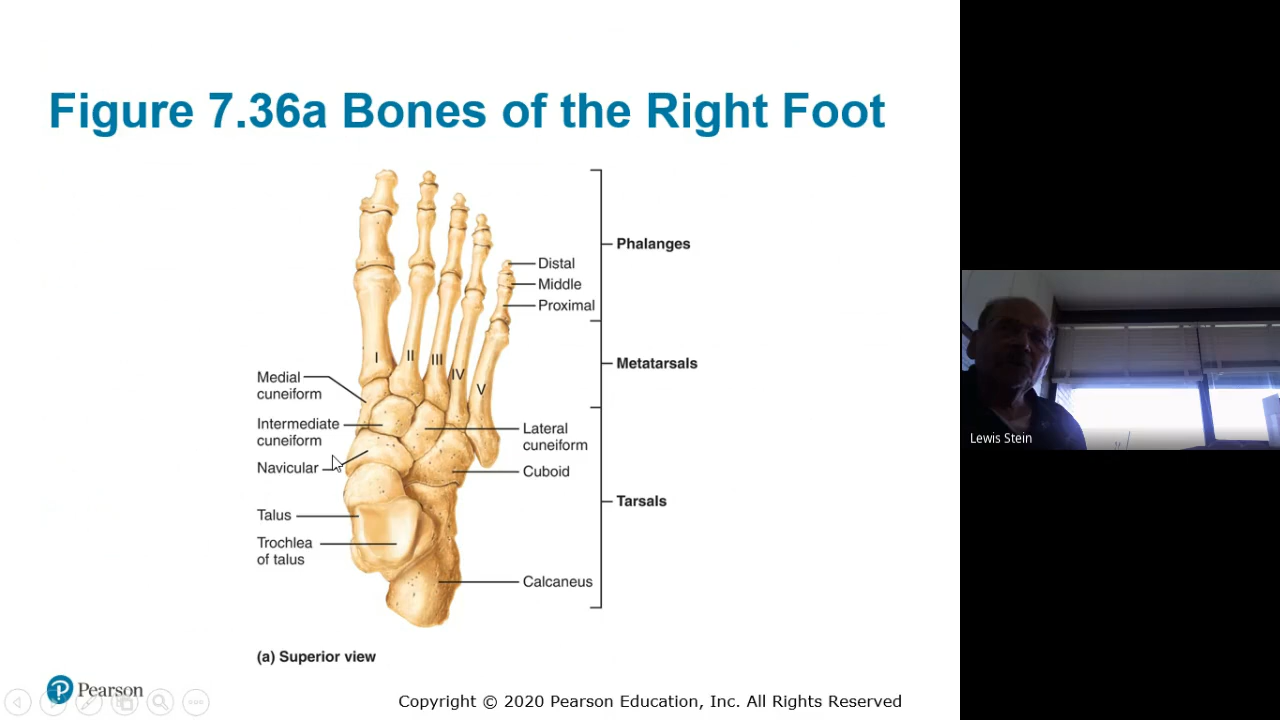 Figure 7.36a Bones of the Right Foot
Phalanges
Distal
Middle
Proximal
I
II
III
IV
V
Metatarsals
Medial
cuneiform
Intermediate
cuneiform
Navicular
Lateral
cuneiform
Cuboid
Tarsals
Talus
Trochlea
of talus
Calcaneus
(a) Superior view
P Pearson
Copyright © 2020 Pearson Education, Inc. All Rights Reserved
Lewis Stein